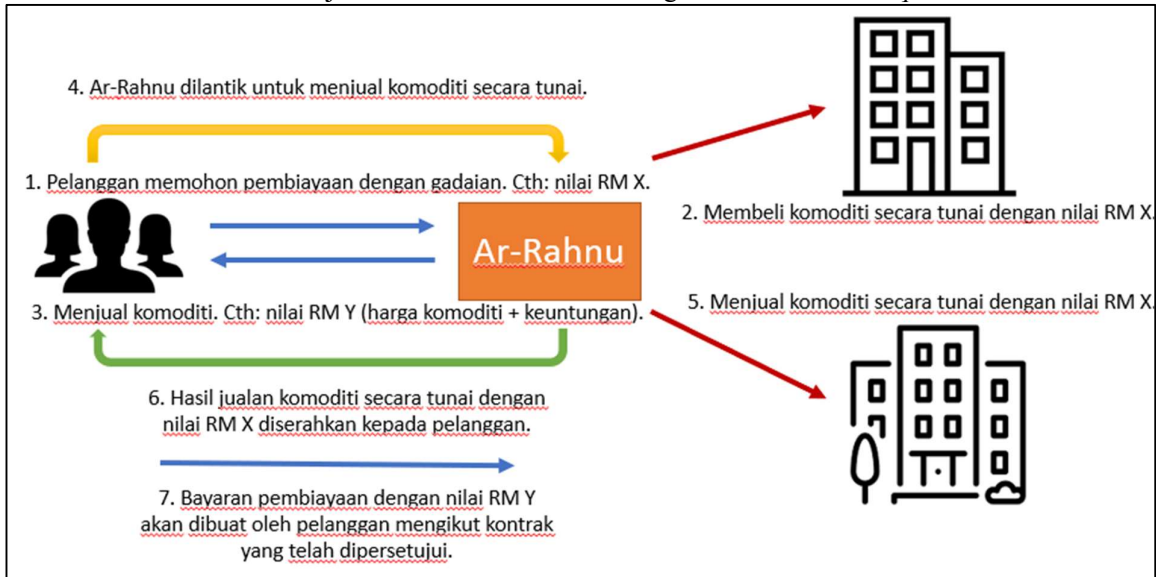 4. Ar-Rahnu dilantik untuk menjual komoditi secara tunai.
1. Pelanggan memohon pembiayaan dengan gadaian. Cth: nilai RM X.
Ar-Rahnu
2. Membeli komoditi secara tunai dengan nilai RM X.
3. Menjual komoditi. Cth: nilai RM Y (harga komoditi + keuntungan).
5. Menjual komoditi secara tunai dengan nilai RM X.
6. Hasil jualan komoditi secara tunai dengan
nilai RM X diserahkan kepada pelanggan.
7. Bayaran pembiayaan dengan nilai RM Y
akan dibuat oleh pelanggan mengikut kontrak
yang telah dipersetujui.